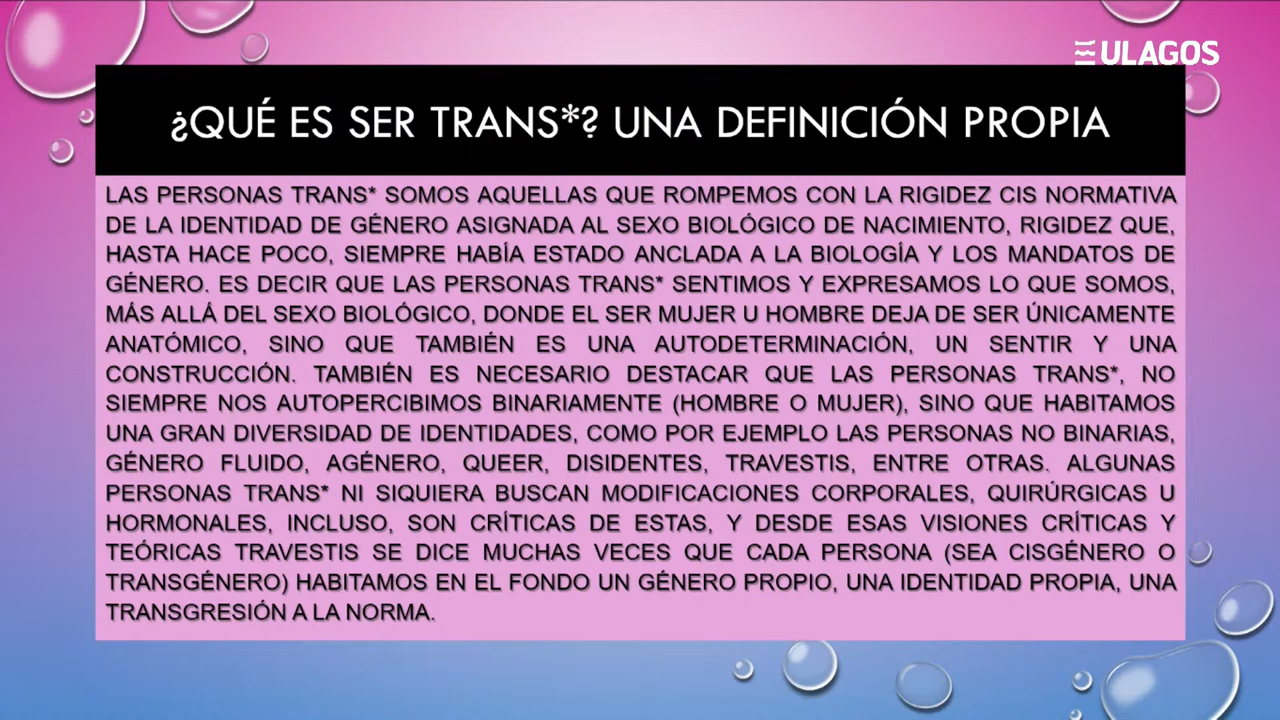 ULAGOS
¿QUÉ ES SER TRANS*? UNA DEFINICIÓN PROPIA
LAS PERSONAS TRANS* SOMOS AQUELLAS QUE ROMPEMOS CON LA RIGIDEZ CIS NORMATIVA
DE LA IDENTIDAD DE GÉNERO ASIGNADA AL SEXO BIOLÓGICO DE NACIMIENTO, RIGIDEZ QUE,
HASTA HACE POCO, SIEMPRE HABÍA ESTADO ANCLADA A LA BIOLOGÍA Y LOS MANDATOS DE
GÉNERO. ES DECIR QUE LAS PERSONAS TRANS* SENTIMOS Y EXPRESAMOS LO QUE SOMOS,
MÁS ALLÁ DEL SEXO BIOLÓGICO, DONDE EL SER MUJER U HOMBRE DEJA DE SER ÚNICAMENTE
ANATÓMICO, SINO QUE TAMBIÉN ES UNA AUTODETERMINACIÓN, UN SENTIR Y UNA
CONSTRUCCIÓN. TAMBIÉN ES NECESARIO DESTACAR QUE LAS PERSONAS TRANS*, NO
SIEMPRE NOS AUTOPERCIBIMOS BINARIAMENTE (HOMBRE O MUJER), SINO QUE HABITAMOS
UNA GRAN DIVERSIDAD DE IDENTIDADES, COMO POR EJEMPLO LAS PERSONAS NO BINARIAS,
GÉNERO FLUIDO, AGÉNERO, QUEER, DISIDENTES, TRAVESTIS, ENTRE OTRAS. ALGUNAS
PERSONAS TRANS* NI SIQUIERA BUSCAN MODIFICACIONES CORPORALES, QUIRÚRGICAS U
HORMONALES, INCLUSO, SON CRÍTICAS DE ESTAS, Y DESDE ESAS VISIONES CRÍTICAS Y
TEÓRICAS TRAVESTIS SE DICE MUCHAS VECES QUE CADA PERSONA (SEA CISGÉNERO O
TRANSGÉNERO) HABITAMOS EN EL FONDO UN GÉNERO PROPIO, UNA IDENTIDAD PROPIA, UNA
TRANSGRESIÓN A LA NORMA.